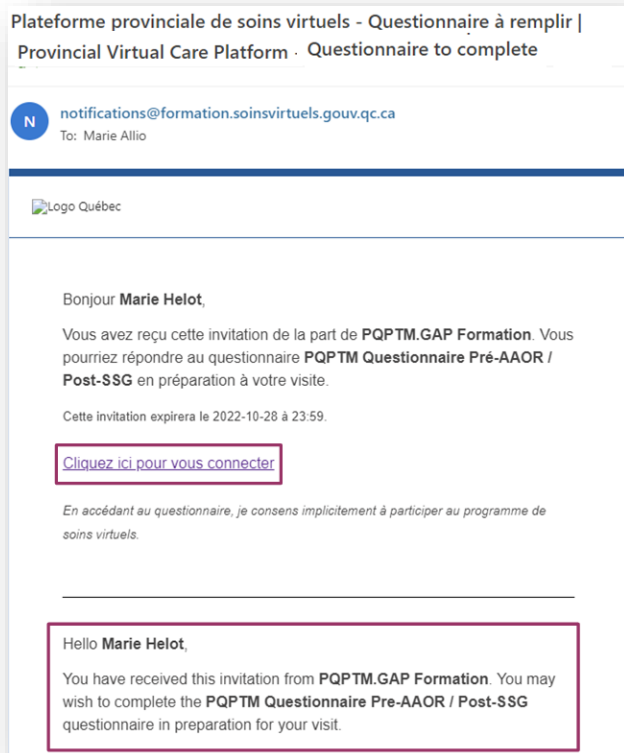 Plateforme provinciale de soins virtuels - Questionnaire à remplir |
Provincial Virtual Care Platform - Questionnaire to complete
N
notifications@formation.soinsvirtuels.gouv.qc.ca
To: Marie Allio
Logo Québec
Bonjour Marie Helot,
Vous avez reçu cette invitation de la part de PQPTM.GAP Formation. Vous
pourriez répondre au questionnaire PQPTM Questionnaire Pré-AAOR /
Post-SSG en préparation à votre visite.
Cette invitation expirera le 2022-10-28 à 23:59.
Cliquez ici pour vous connecter
En accédant au questionnaire, je consens implicitement à participer au programme de
soins virtuels.
Hello Marie Helot,
You have received this invitation from PQPTM.GAP Formation. You may
wish to complete the PQPTM Questionnaire Pre-AAOR / Post-SSG
questionnaire in preparation for your visit.